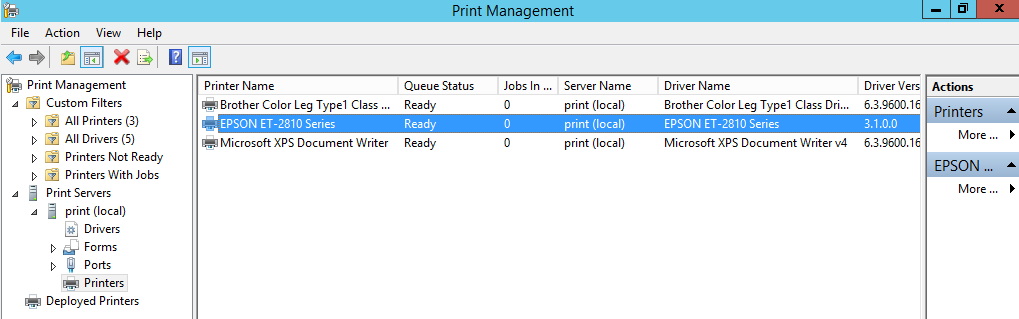 Print Management
File Action View Help
Print Management
Custom Filters
All Printers (3)
All Drivers (5)
Printers Not Ready
Printers With Jobs
Print Servers
print (local)
Drivers
Forms
Ports
Printers
Deployed Printers
Printer Name Queue Status Jobs In ... Server Name Driver Name Driver Vers
Brother Color Leg Type1 Class ... Ready 0 print (local) Brother Color Leg Type1 Class Dri... 6.3.9600.16
EPSON ET-2810 Series Ready 0 print (local) EPSON ET-2810 Series 3.1.0.0
Microsoft XPS Document Writer Ready 0 print (local) Microsoft XPS Document Writer v4 6.3.9600.16
Actions
Printers
More ...
EPSON ...
More ...